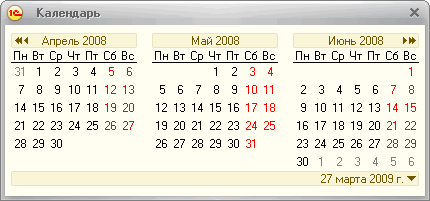 1С Календарь
Апрель 2008 Май 2008 Июнь 2008
Пн Вт Ср Чт Пт Сб Вс Пн Вт Ср Чт Пт Сб Вс Пн Вт Ср Чт Пт Сб Вс
31 1 2 3 4 5 6 1 2 3 4 1
7 8 9 10 11 12 13 5 6 7 8 9 10 11 2 3 4 5 6 7 8
14 15 16 17 18 19 20 12 13 14 15 16 17 18 9 10 11 12 13 14 15
21 22 23 24 25 26 27 19 20 21 22 23 24 25 16 17 18 19 20 21 22
28 29 30 26 27 28 29 30 31 23 24 25 26 27 28 29
30 1 2 3 4 5 6
27 марта 2009 г.